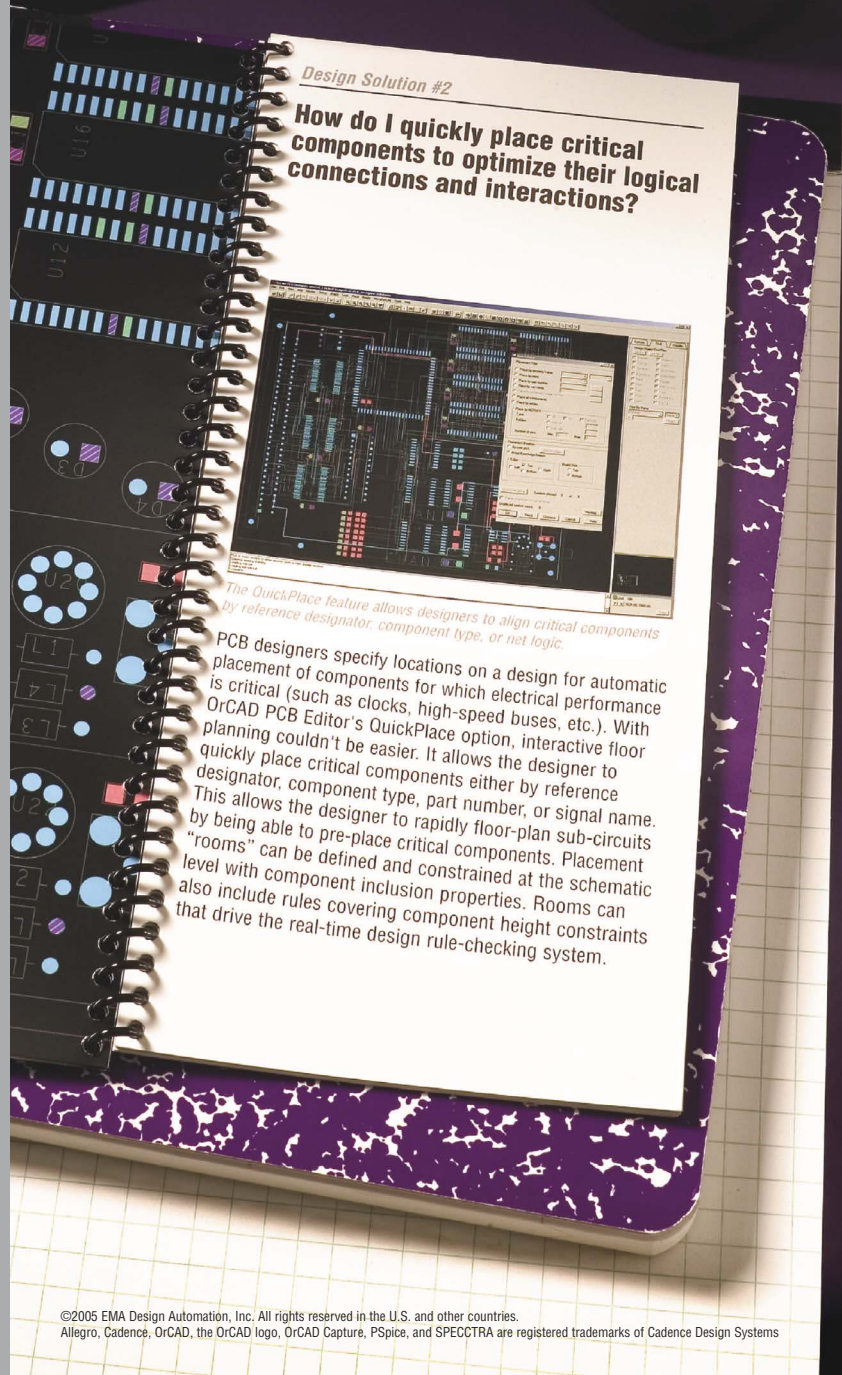 Design Solution #2
How do I quickly place critical
components to optimize their logical
connections and interactions?
U16
U12
D3
D4
L1
L4
L3
The QuickPlace feature allows designers to align critical components
by reference designator, component type, or net logic.
PCB designers specify locations on a design for automatic
placement of components for which electrical performance
is critical (such as clocks, high-speed buses, etc.). With
OrCAD PCB Editor's QuickPlace option, interactive floor
planning couldn't be easier. It allows the designer to
quickly place critical components either by reference
designator, component type, part number, or signal name.
This allows the designer to rapidly floor-plan sub-circuits
by being able to pre-place critical components. Placement
“rooms” can be defined and constrained at the schematic
level with component inclusion properties. Rooms can
also include rules covering component height constraints
that drive the real-time design rule-checking system.
©2005 EMA Design Automation, Inc. All rights reserved in the U.S. and other countries.
Allegro, Cadence, OrCAD, the OrCAD logo, OrCAD Capture, PSpice, and SPECCTRA are registered trademarks of Cadence Design Systems